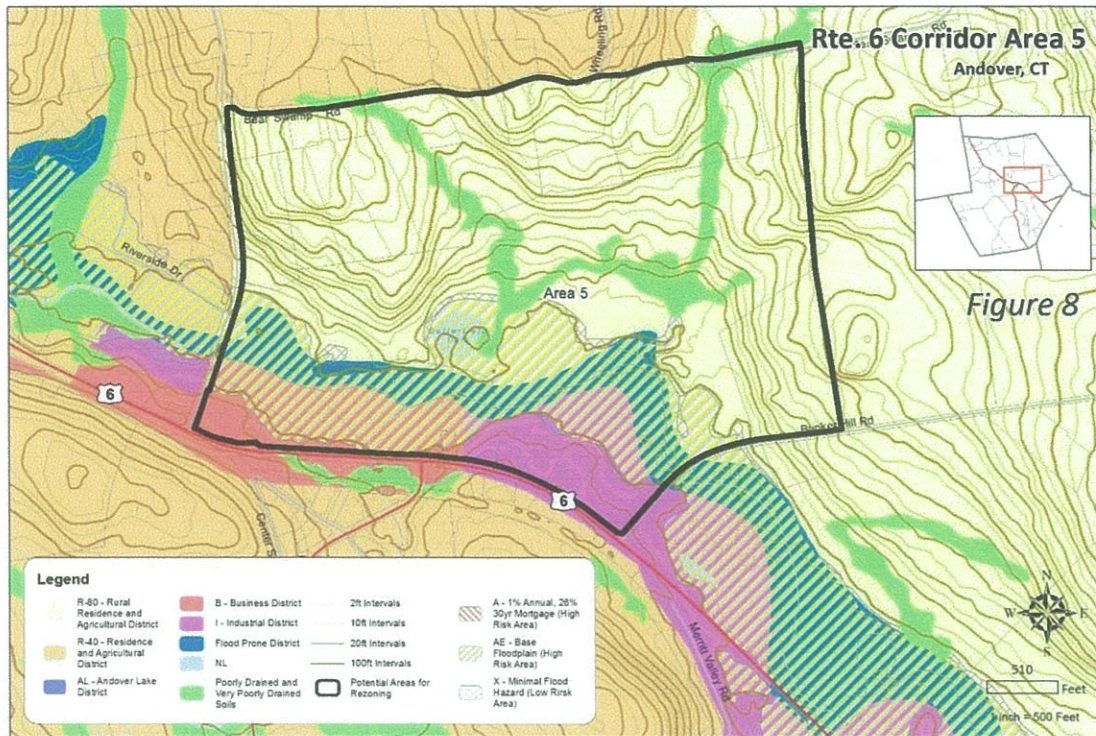 Rte. 6 Corridor Area 5
Andover, CT
Wheeling Rd
Bear Swamp Rd
Riverside Dr
Area 5
Figure 8
6
Bunker Hill Rd
6
Merritt Valley Rd
Legend
R-80 - Rural
Residence and
Agricultural District
R-40 - Residence
and Agricultural
District
AL - Andover Lake
District
B - Business District
I - Industrial District
Flood Prone District
NL
Poorly Drained and
Very Poorly Drained
Soils
2ft Intervals
10ft Intervals
20ft Intervals
100ft Intervals
Potential Areas for
Rezoning
A - 1% Annual, 26%
30yr Mortgage (High
Risk Area)
AE - Base
Floodplain (High
Risk Area)
X - Minimal Flood
Hazard (Low Rirsk
Area)
N
W
E
S
510
Feet
1 inch = 500 Feet